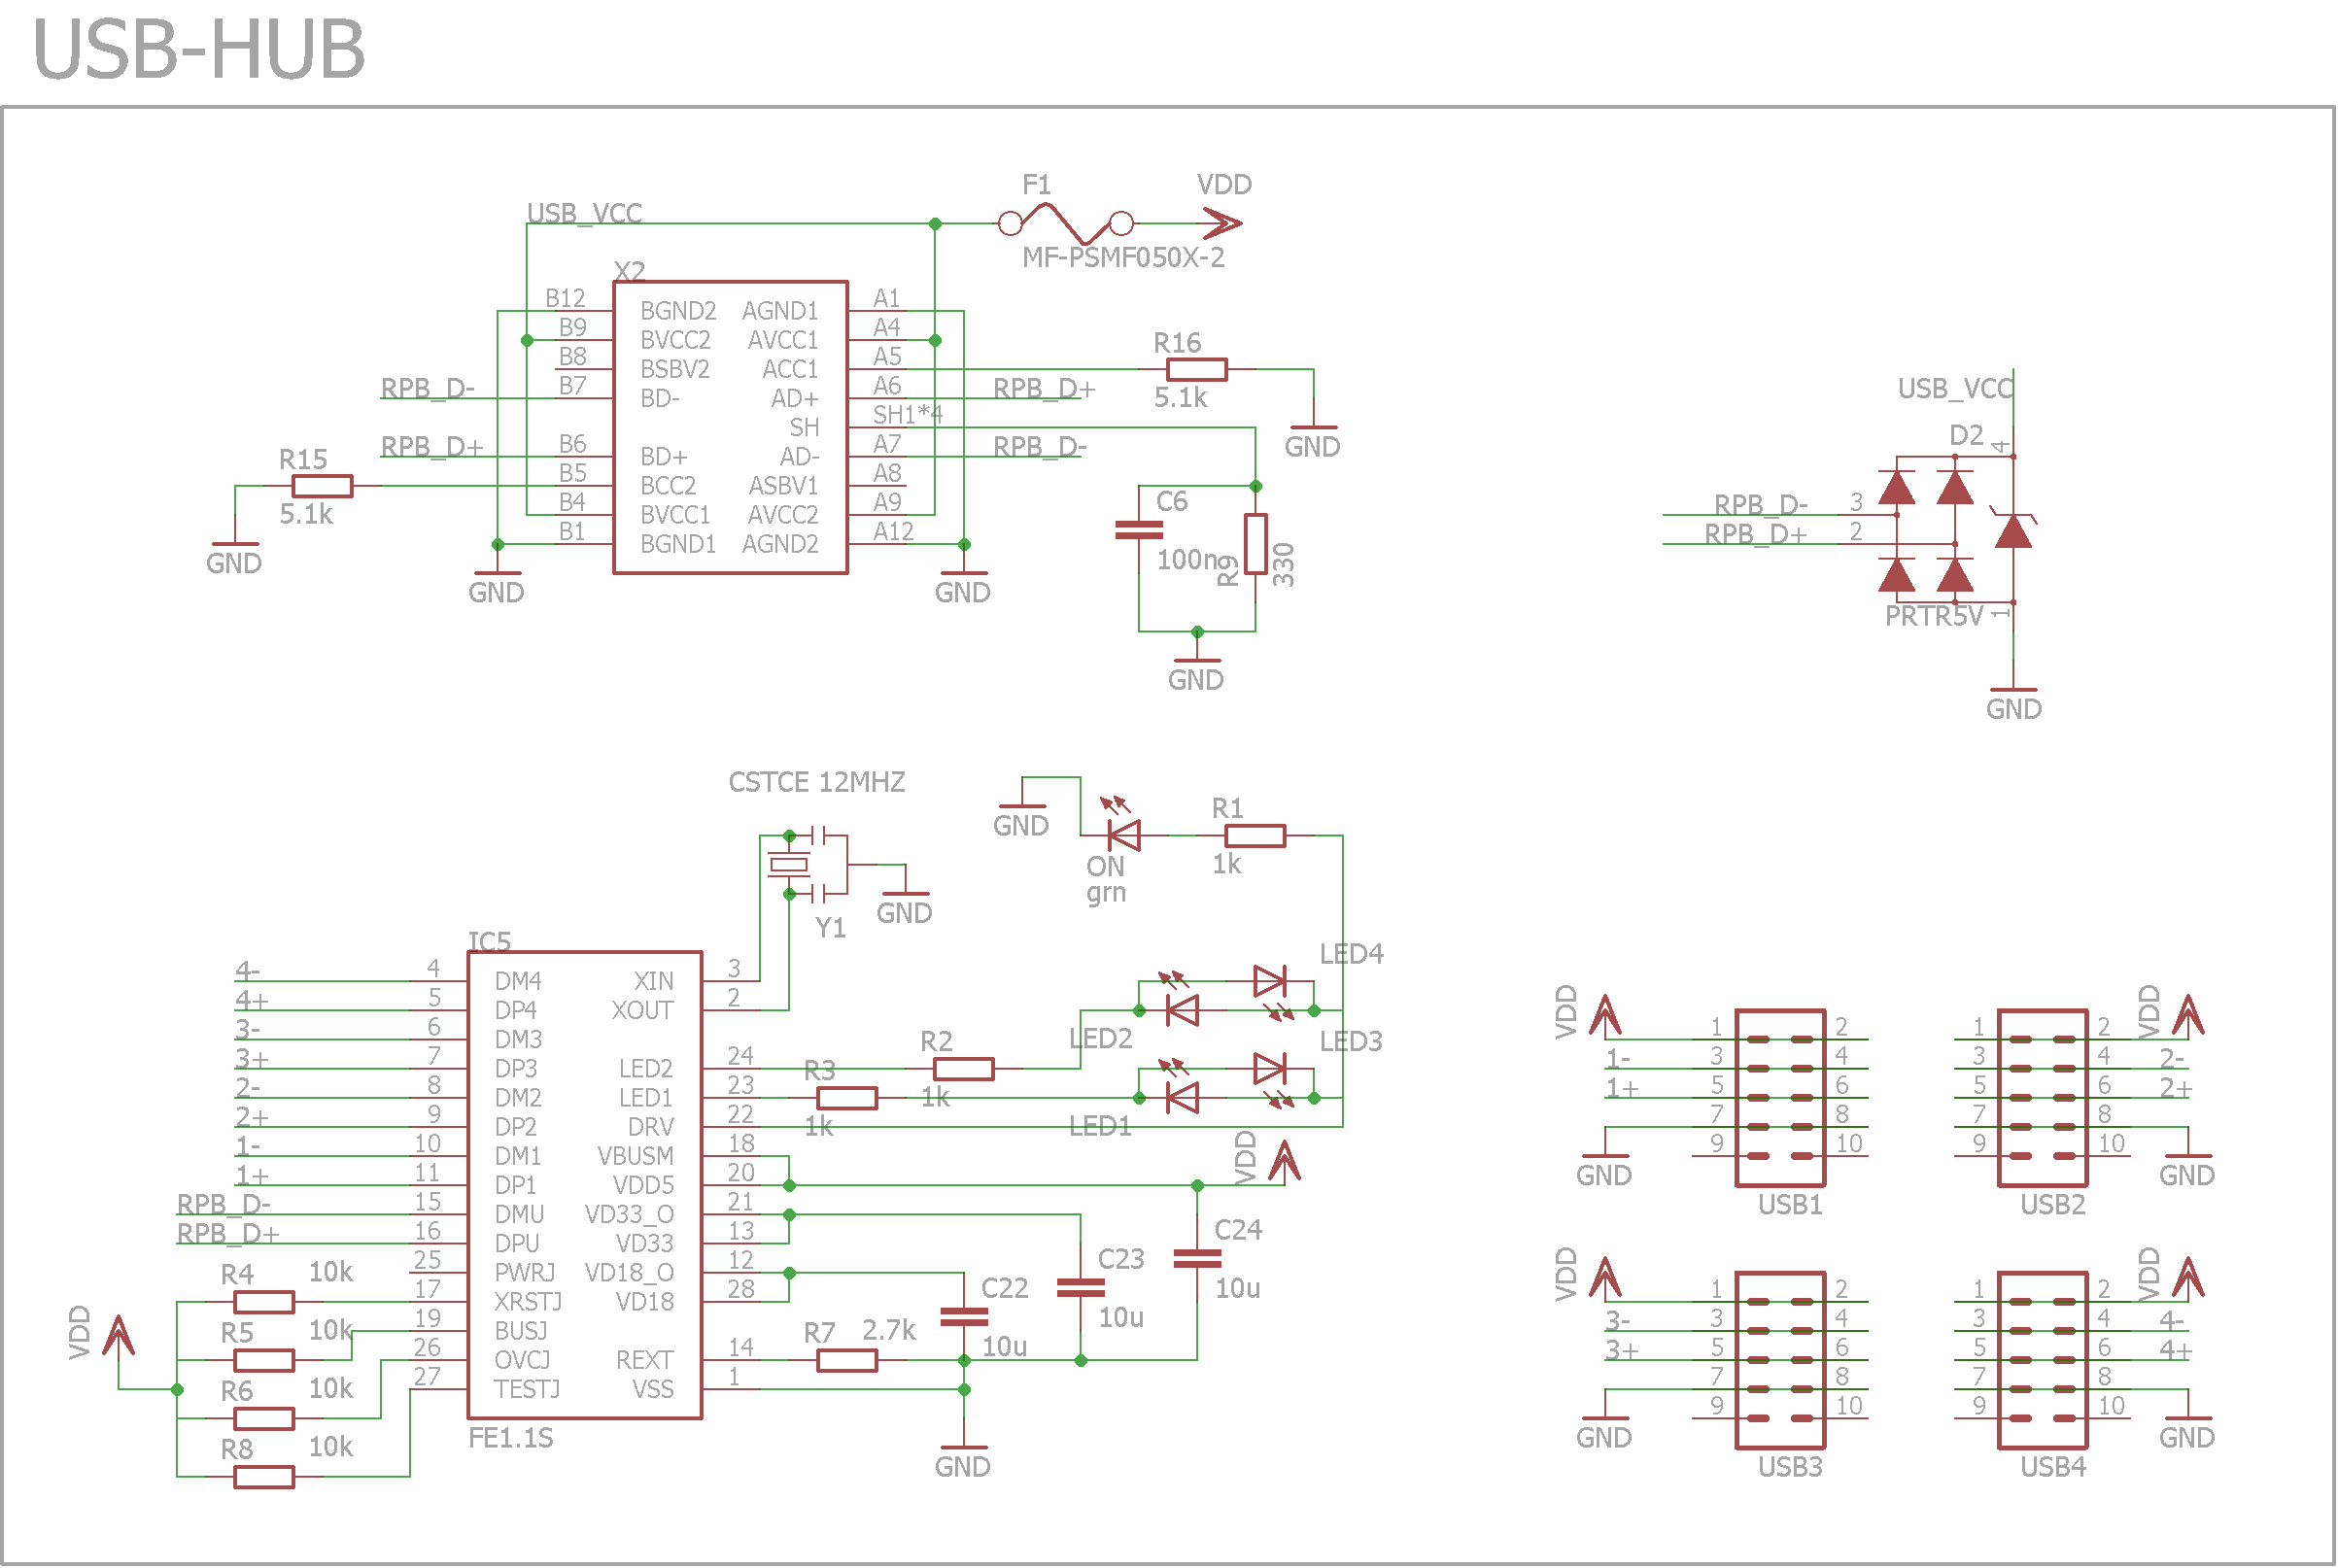 USB-HUB
F1
VDD
USB_VCC
MF-PSMF050X-2
X2
B12 BGND2 AGND1 A1
B9 BVCC2 AVCC1 A4
B8 BSBV2 ACC1 A5
B7 BD- AD+ A6
SH SH1*4
B6 BD+ AD- A7
B5 BCC2 ASBV1 A8
B4 BVCC1 AVCC2 A9
B1 BGND1 AGND2 A12
RPB_D-
RPB_D+
R15
5.1k
GND
GND
GND
R16
5.1k
GND
RPB_D+
RPB_D-
C6
100n
R9
330
GND
USB_VCC
D2
4
RPB_D- 3
RPB_D+ 2
PRTR5V
1
GND
CSTCE 12MHZ
Y1
GND
GND
ON
grn
R1
1k
IC5
4- 4 DM4 XIN 3
4+ 5 DP4 XOUT 2
3- 6 DM3
3+ 7 DP3 LED2 24
2- 8 DM2 LED1 23
2+ 9 DP2 DRV 22
1- 10 DM1 VBUSM 18
1+ 11 DP1 VDD5 20
RPB_D- 15 DMU VD33_O 21
RPB_D+ 16 DPU VD33 13
25 PWRJ VD18_O 12
17 XRSTJ VD18 28
19 BUSJ
26 OVCJ REXT 14
27 TESTJ VSS 1
FE1.1S
R4 10k
R5 10k
R6 10k
R8 10k
VDD
R2
1k
R3
1k
LED4
LED2
LED3
LED1
VDD
C24
10u
C23
10u
C22
10u
R7 2.7k
GND
VDD
1 2
1- 3 4
1+ 5 6
7 8
9 10
GND
USB1
VDD
1 2
3 4 2-
5 6 2+
7 8
9 10
GND
USB2
VDD
1 2
3- 3 4
3+ 5 6
7 8
9 10
GND
USB3
VDD
1 2
3 4 4-
5 6 4+
7 8
9 10
GND
USB4